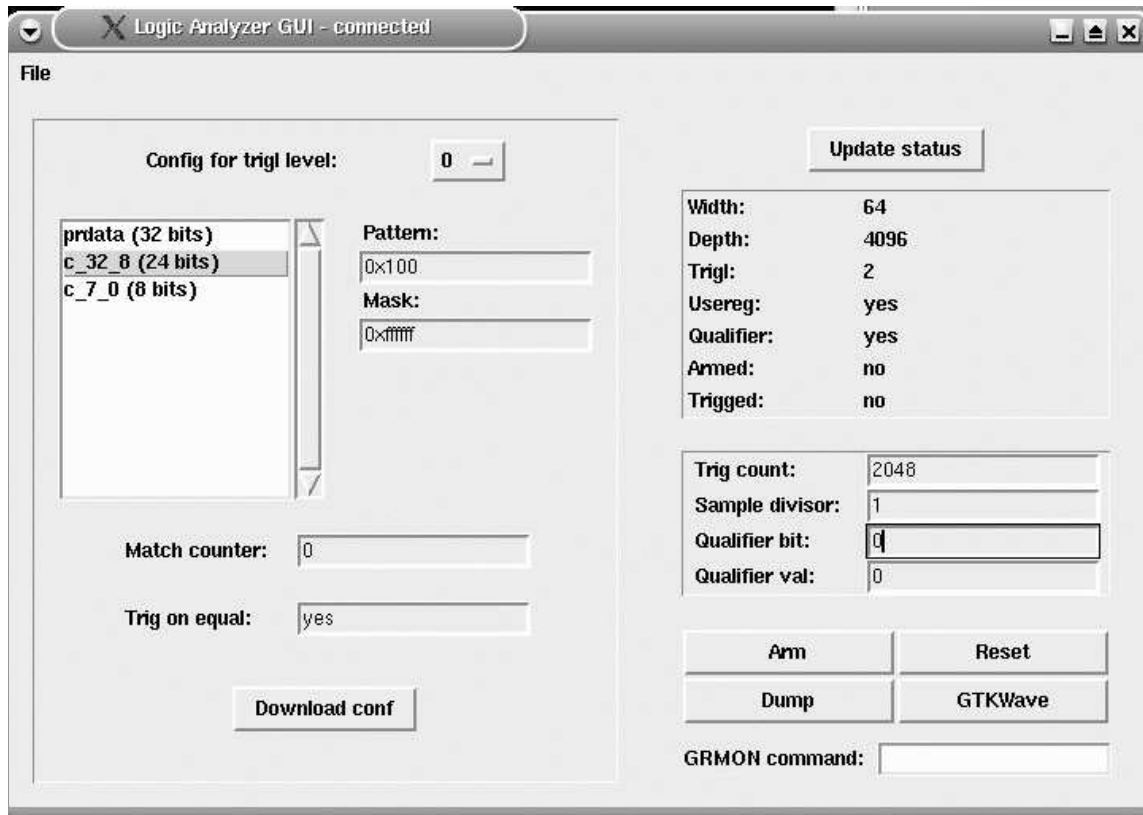 Logic Analyzer GUI - connected
File
Config for trigl level: 0
prdata (32 bits)
c_32_8 (24 bits)
c_7_0 (8 bits)
Pattern:
0x100
Mask:
0xffffff
Match counter: 0
Trig on equal: yes
Download conf
Update status
Width: 64
Depth: 4096
Trigl: 2
Usereg: yes
Qualifier: yes
Armed: no
Trigged: no
Trig count: 2048
Sample divisor: 1
Qualifier bit: 0
Qualifier val: 0
Arm Reset
Dump GTKWave
GRMON command: